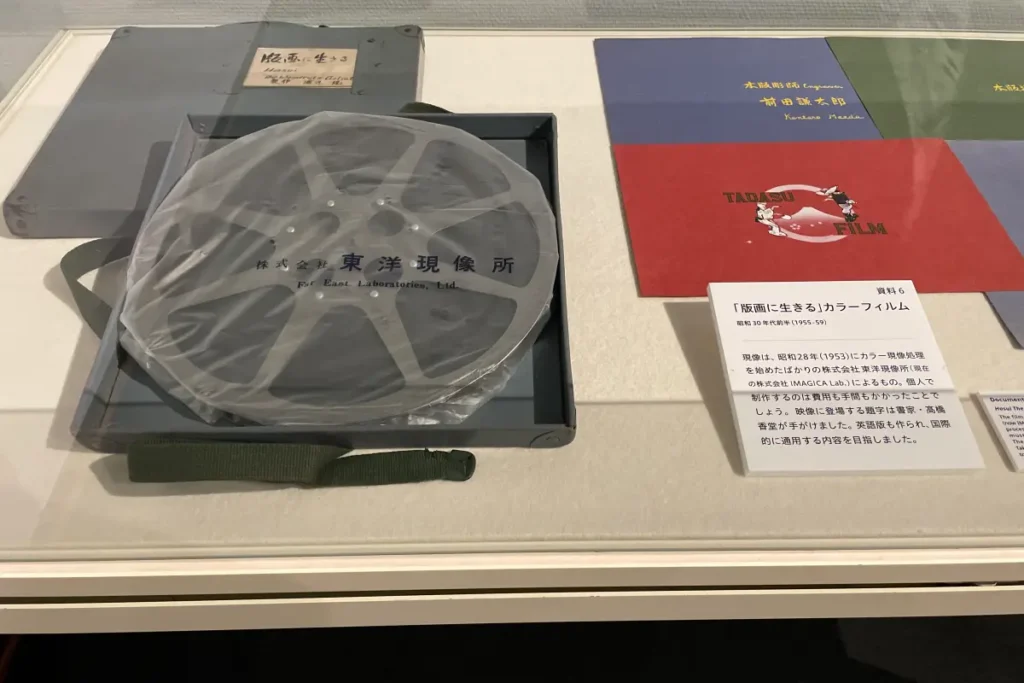 版画に生きる
株式会社 東洋現像所
Far East Laboratories, Ltd.
木版彫師 Engraver
前田謙太郎
Kentaro Maeda
木版
TADASU
FILM
資料 6
「版画に生きる」カラーフィルム
昭和 30 年代前半 (1955-59)
現像は、昭和28年(1953)にカラー現像処理
を始めたばかりの株式会社 東洋現像所(現在
の株式会社 IMAGICA Lab.)によるもの。個人で
制作するのは費用も手間もかかったことで
しょう。 映像に登場する題字は書家・高橋
香堂が手がけました。英語版も作られ、国際
的に通用する内容を目指しました。
Document
The film